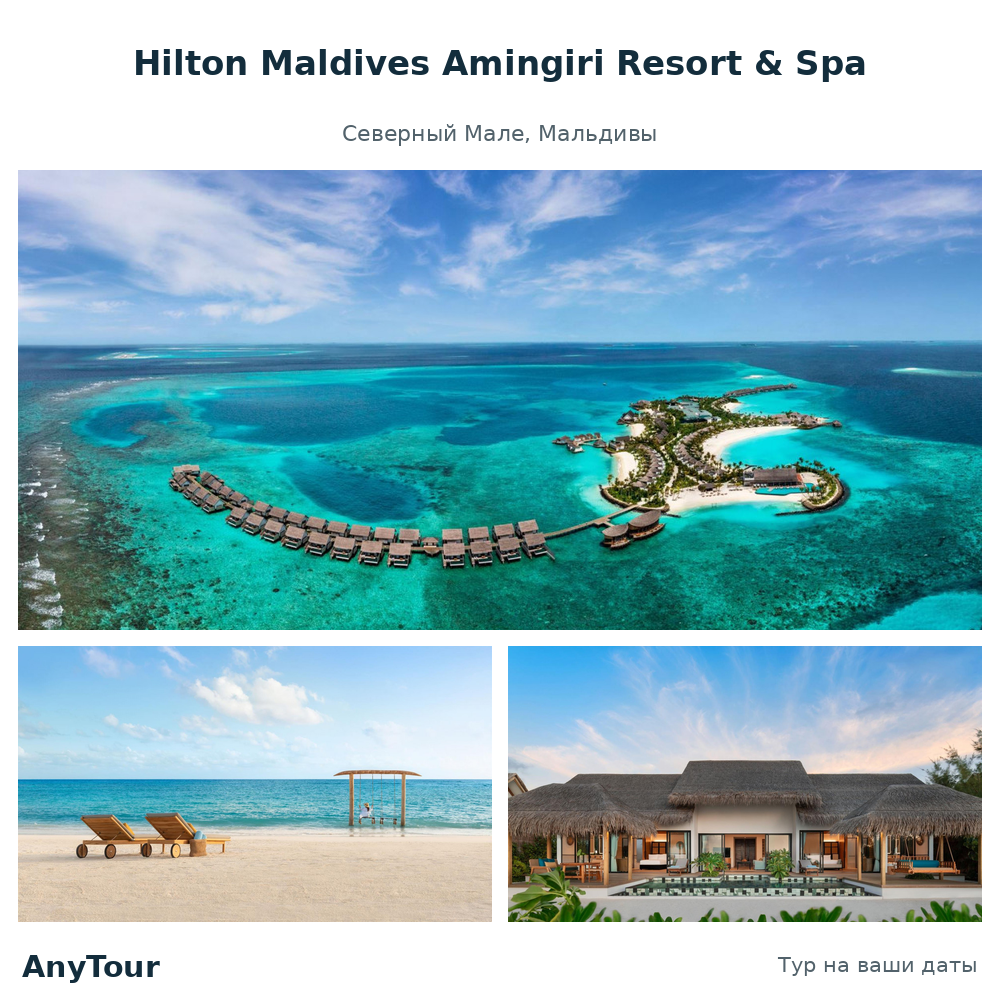 Hilton Maldives Amingiri Resort & Spa
Северный Мале, Мальдивы
AnyTour
Тур на ваши даты